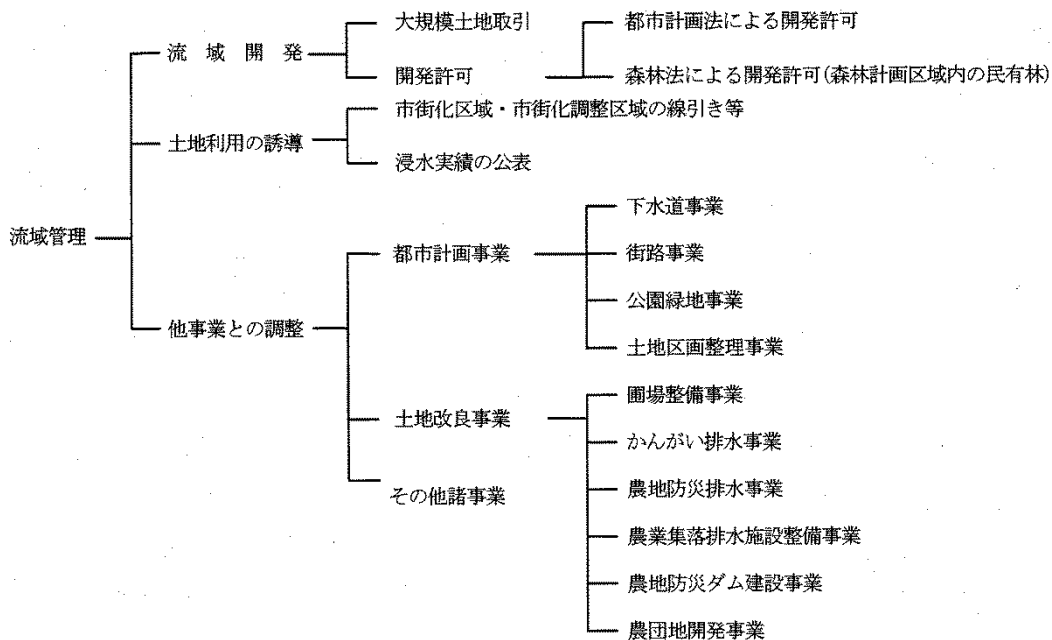 流域管理
流域開発
大規模土地取引
開発許可
都市計画法による開発許可
森林法による開発許可(森林計画区域内の民有林)
土地利用の誘導
市街化区域・市街化調整区域の線引き等
浸水実績の公表
他事業との調整
都市計画事業
下水道事業
街路事業
公園緑地事業
土地区画整理事業
土地改良事業
圃場整備事業
かんがい排水事業
農地防災排水事業
農業集落排水施設整備事業
農地防災ダム建設事業
農団地開発事業
その他諸事業